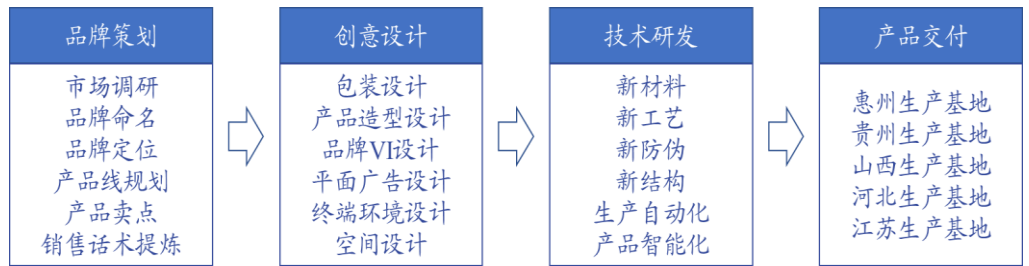 品牌策划
市场调研
品牌命名
品牌定位
产品线规划
产品卖点
销售话术提炼
创意设计
包装设计
产品造型设计
品牌VI设计
平面广告设计
终端环境设计
空间设计
技术研发
新材料
新工艺
新防伪
新结构
生产自动化
产品智能化
产品交付
惠州生产基地
贵州生产基地
山西生产基地
河北生产基地
江苏生产基地